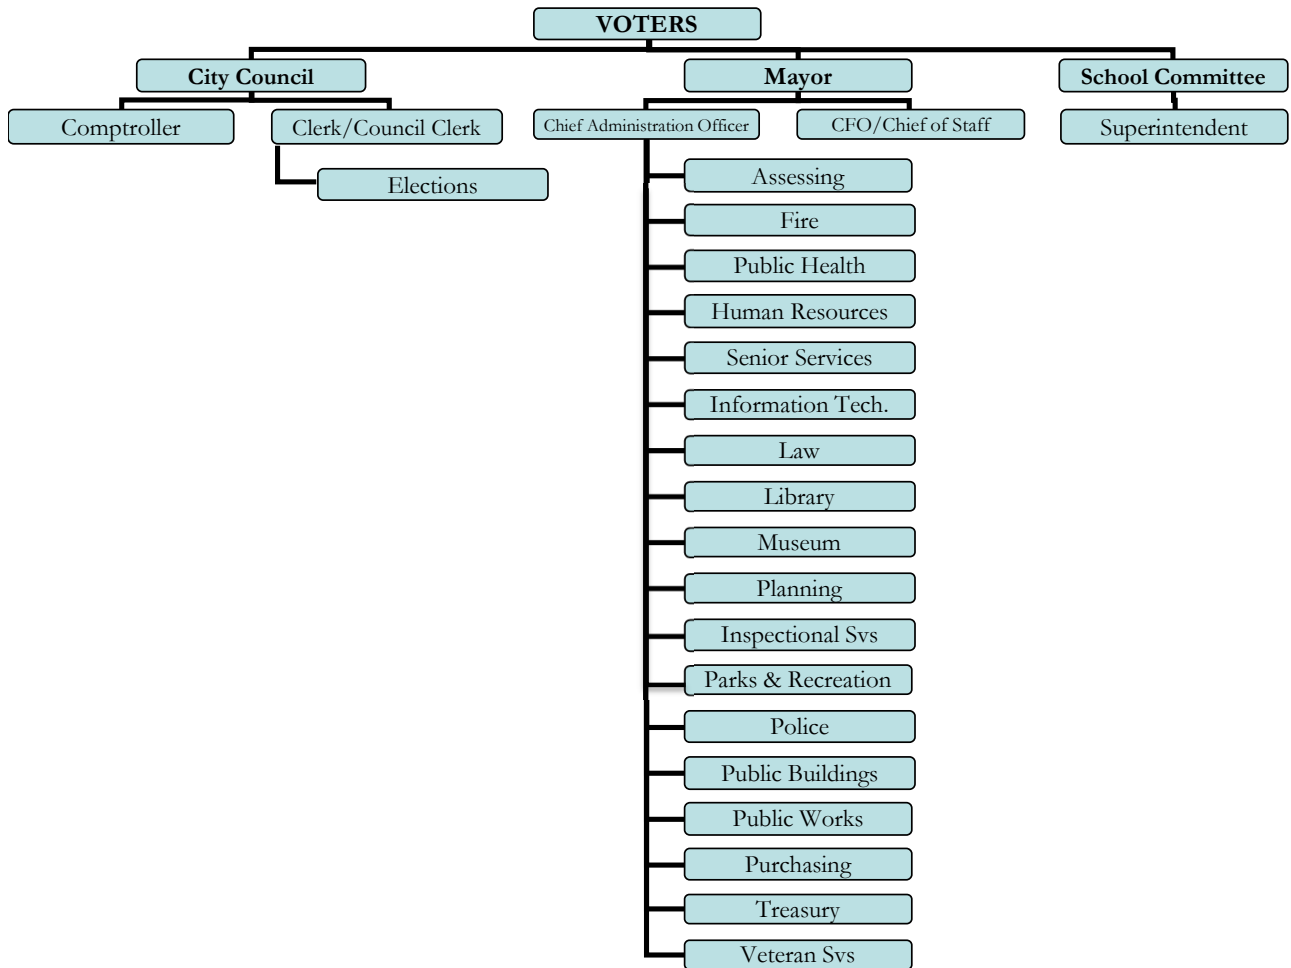 VOTERS
City Council
Mayor
School Committee
Comptroller
Clerk/Council Clerk
Chief Administration Officer
CFO/Chief of Staff
Superintendent
Elections
Assessing
Fire
Public Health
Human Resources
Senior Services
Information Tech.
Law
Library
Museum
Planning
Inspectional Svs
Parks & Recreation
Police
Public Buildings
Public Works
Purchasing
Treasury
Veteran Svs